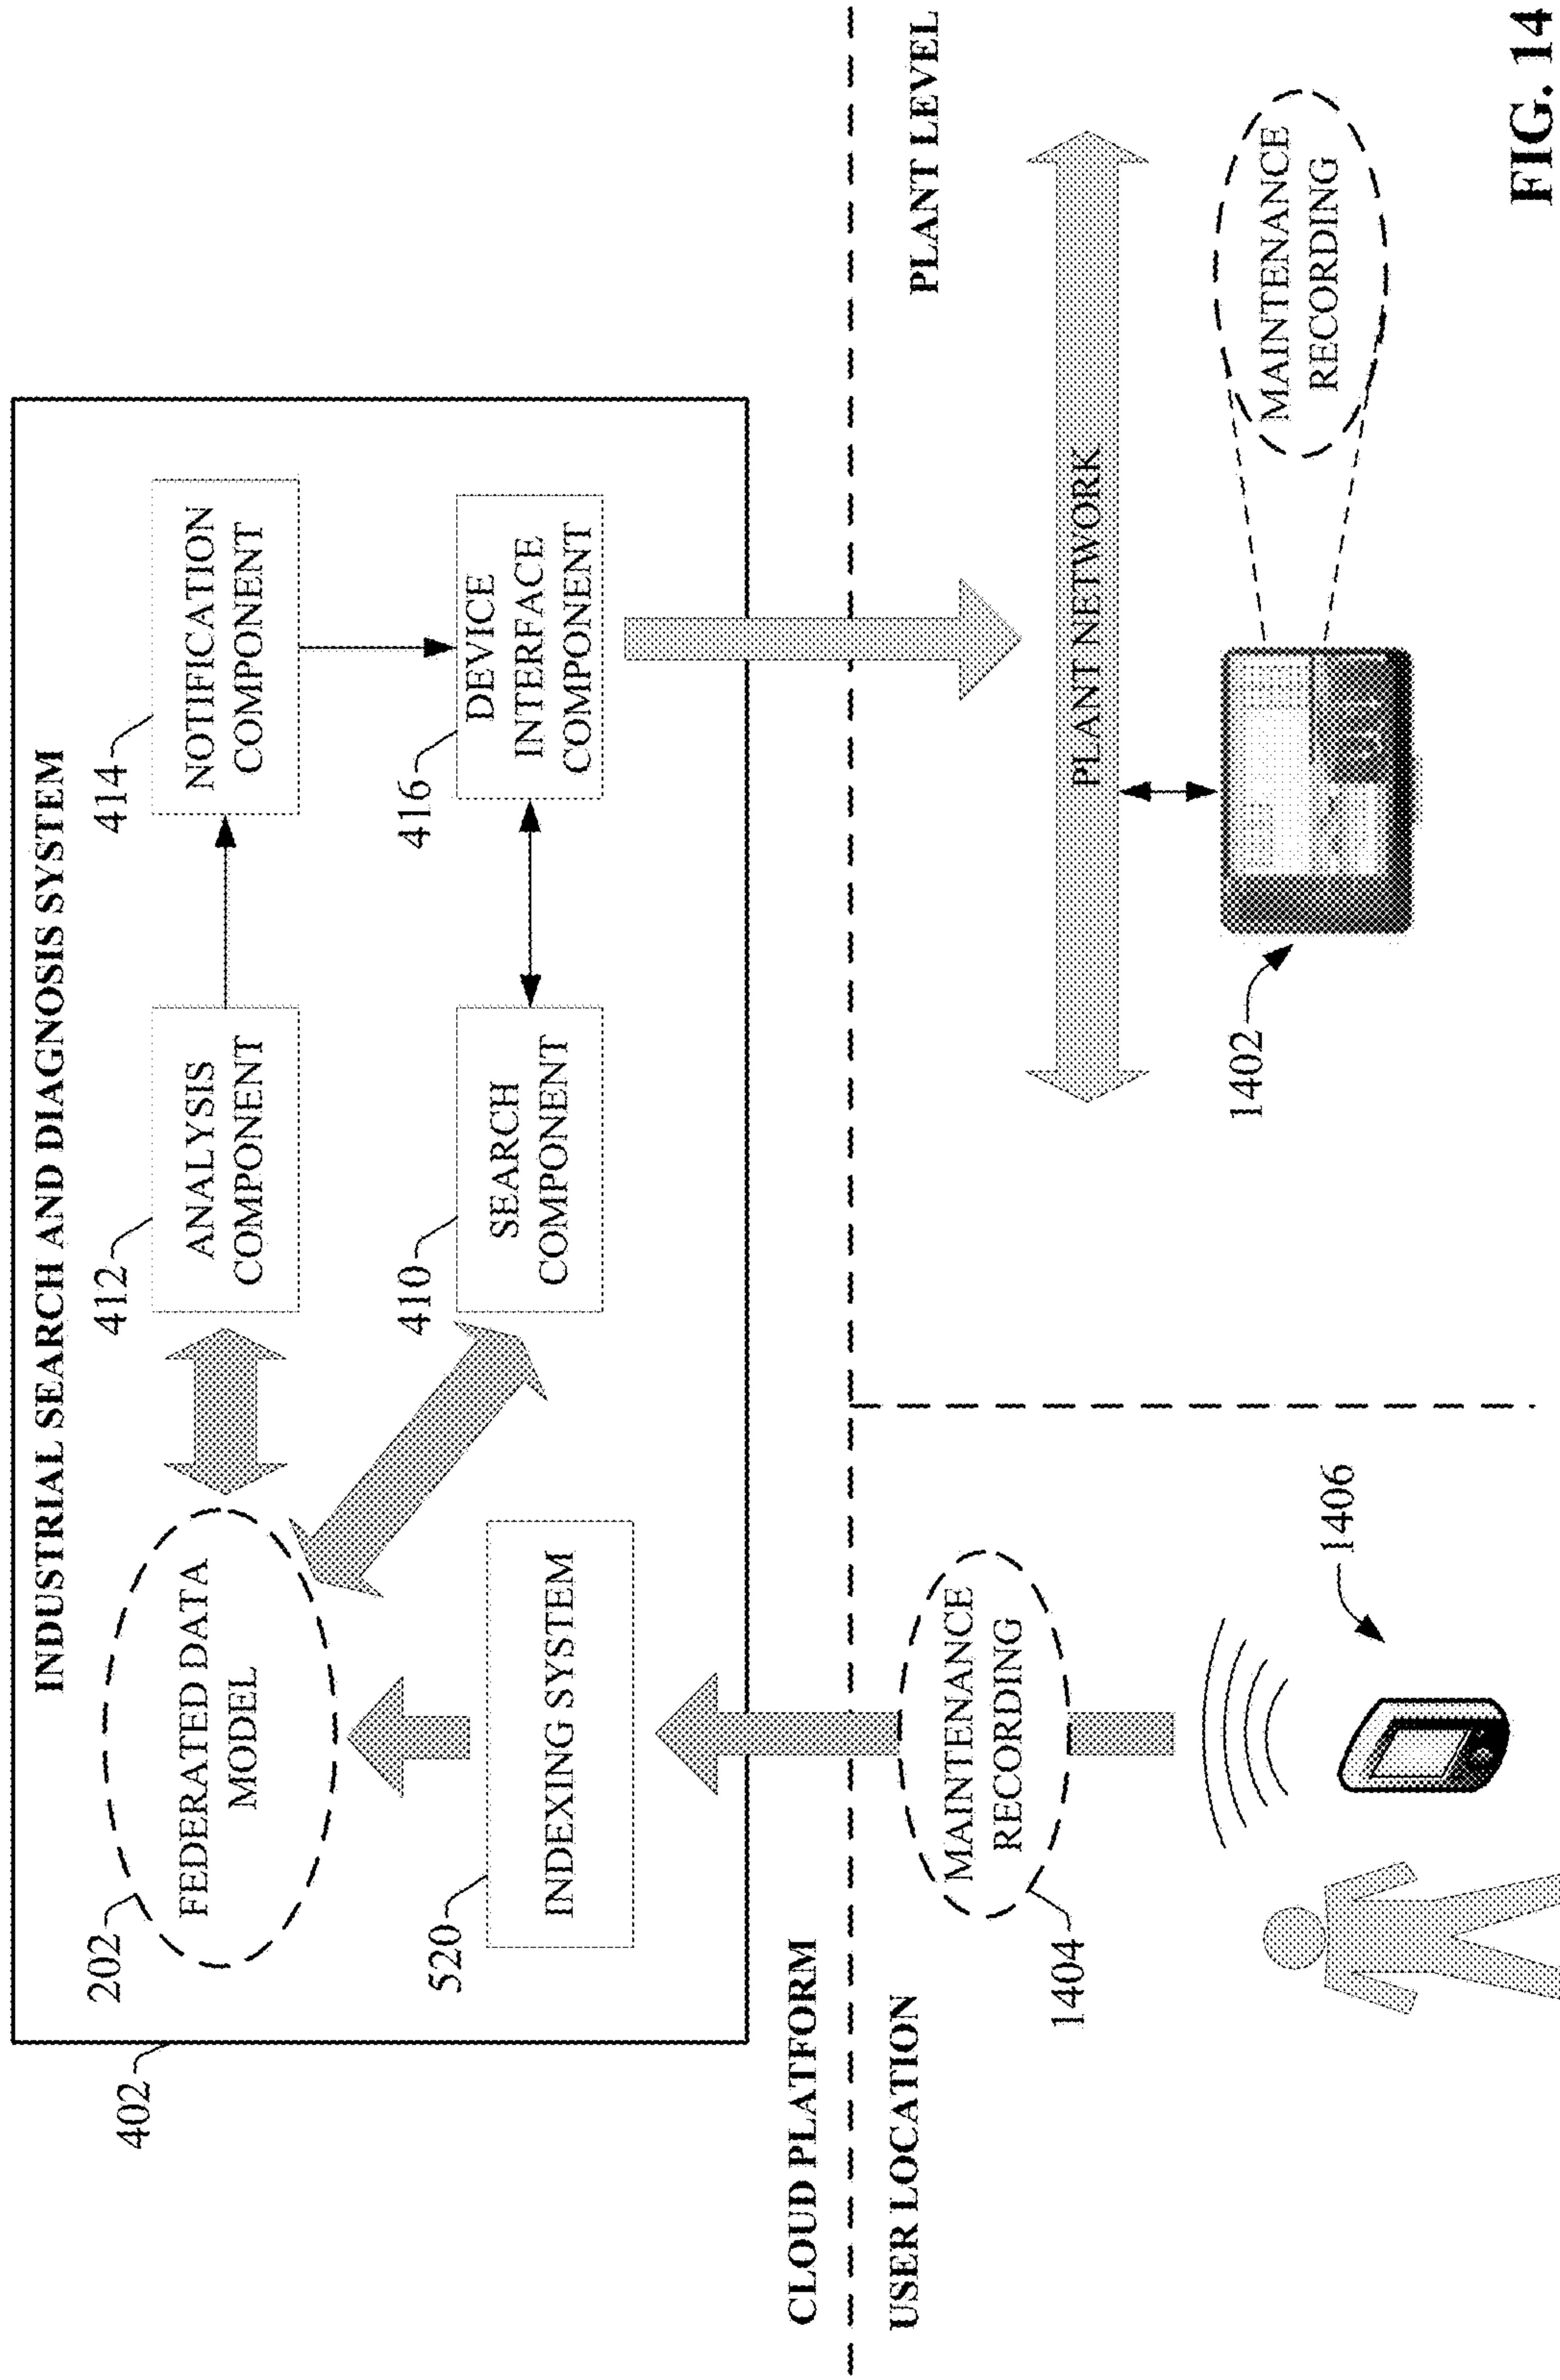 INDUSTRIAL SEARCH AND DIAGNOSIS SYSTEM
402
202
FEDERATED DATA
MODEL
412
ANALYSIS
COMPONENT
414
NOTIFICATION
COMPONENT
520
INDEXING SYSTEM
410
SEARCH
COMPONENT
416
DEVICE
INTERFACE
COMPONENT
CLOUD PLATFORM
USER LOCATION
PLANT LEVEL
1404
MAINTENANCE
RECORDING
PLANT NETWORK
1406
1402
MAINTENANCE
RECORDING
FIG. 14